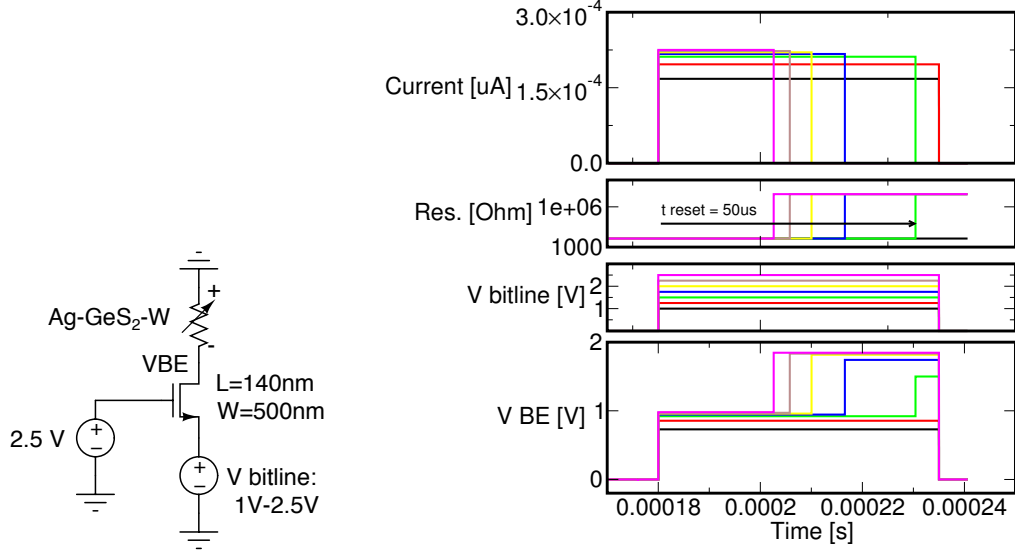 Ag-GeS2-W
+
-
VBE
L=140nm
W=500nm
2.5 V
+
−
+
−
V bitline:
1V-2.5V
3.0×10-4
Current [uA]
1.5×10-4
0.0
Res. [Ohm]
1e+06
1000
t reset = 50us
V bitline [V]
2
1
V BE [V]
2
1
0
0.00018
0.0002
0.00022
0.00024
Time [s]